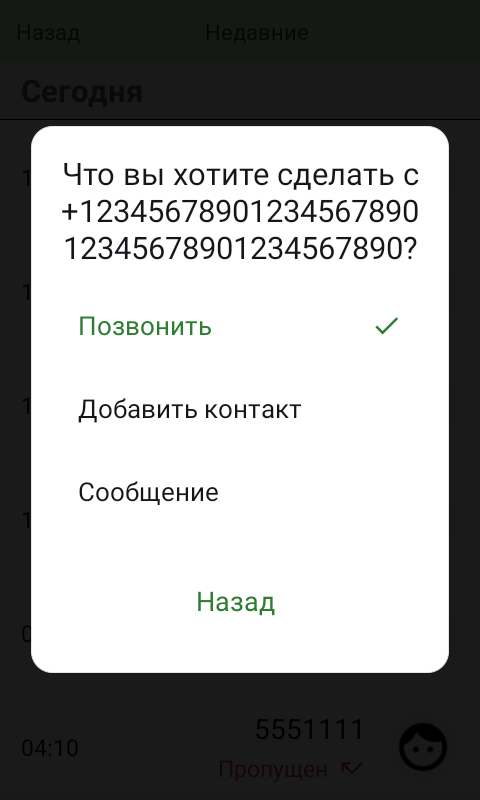 Назад Недавние
Сегодня
Что вы хотите сделать с
+12345678901234567890
12345678901234567890?
Позвонить
Добавить контакт
Сообщение
Назад
5551111
04:10
Пропущен